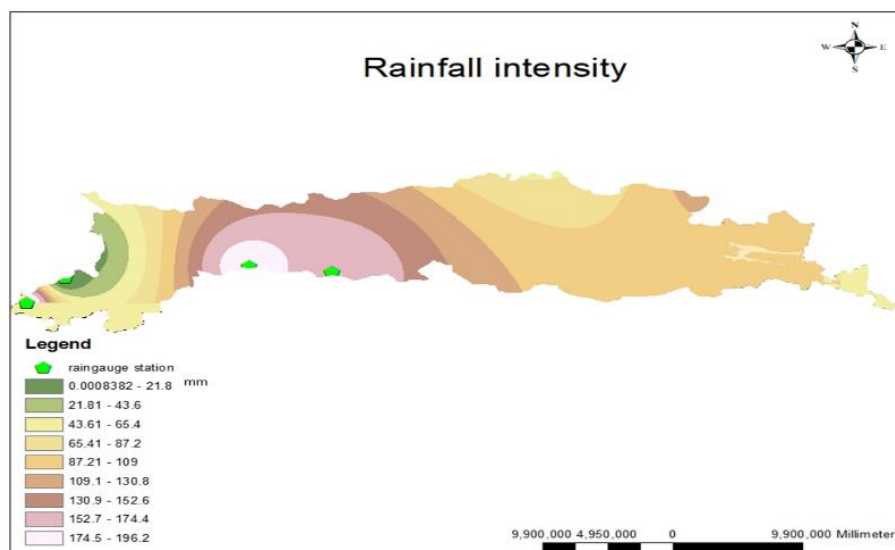 N
W E
S
Rainfall intensity
Legend
raingauge station
0.0008382 - 21.8 mm
21.81 - 43.6
43.61 - 65.4
65.41 - 87.2
87.21 - 109
109.1 - 130.8
130.9 - 152.6
152.7 - 174.4
174.5 - 196.2
9,900,000 4,950,000 0 9,900,000 Millimeter